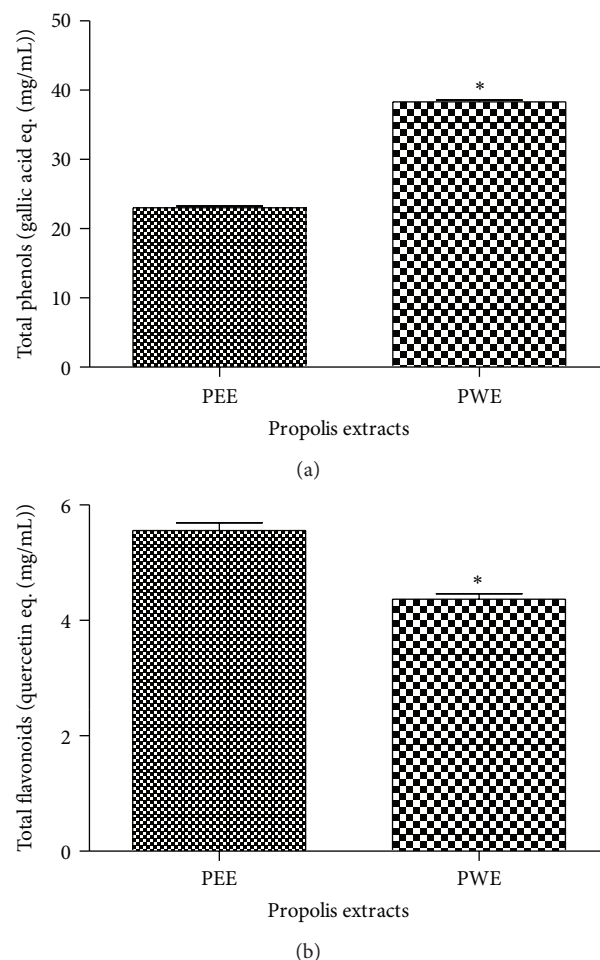 50
40
30
20
10
0
Total phenols (gallic acid eq. (mg/mL))
*
PEE PWE
Propolis extracts
(a)
6
4
2
0
Total flavonoids (quercetin eq. (mg/mL))
*
PEE PWE
Propolis extracts
(b)